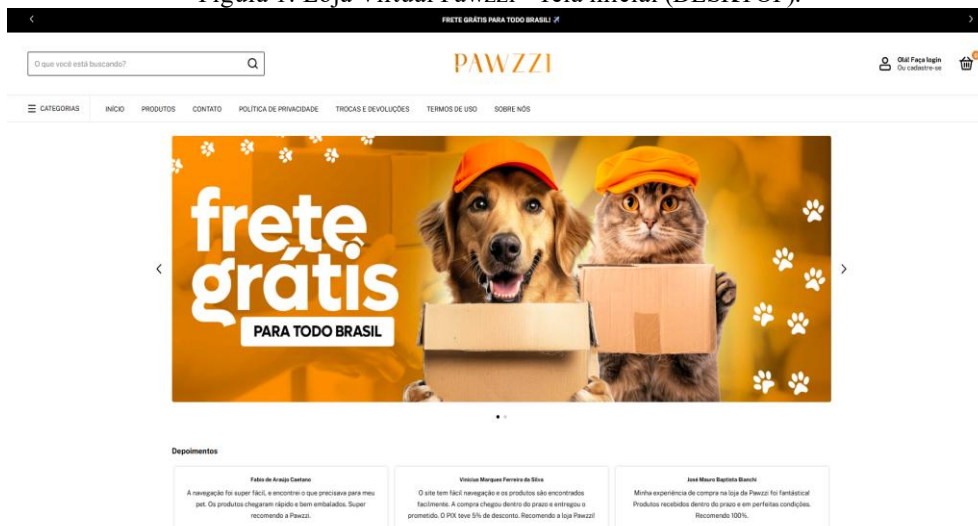 Figura 1: Loja Virtual Pawzzi - Tela inicial (DESKTOP).
FRETE GRÁTIS PARA TODO BRASIL!
O que você está buscando?
PAWZZI
Olá! Faça login
Ou cadastre-se
0
CATEGORIAS INÍCIO PRODUTOS CONTATO POLÍTICA DE PRIVACIDADE TROCAS E DEVOLUÇÕES TERMOS DE USO SOBRE NÓS
frete
grátis
PARA TODO BRASIL
Depoimentos
Fabio de Araújo Caetano
A navegação foi super fácil, e encontrei o que precisava para meu
pet. Os produtos chegaram rápido e bem embalados. Super
recomendo a Pawzzi.
Vinicius Marques Ferreira da Silva
O site tem fácil navegação e os produtos são encontrados
facilmente. A compra chegou dentro do prazo e entregou o
prometido. O PIX teve 5% de desconto. Recomendo a loja Pawzzi!
José Mauro Baptista Bianchi
Minha experiência de compra na loja da Pawzzi foi fantástica!
Produtos recebidos dentro do prazo e em perfeitas condições.
Recomendo 100%.